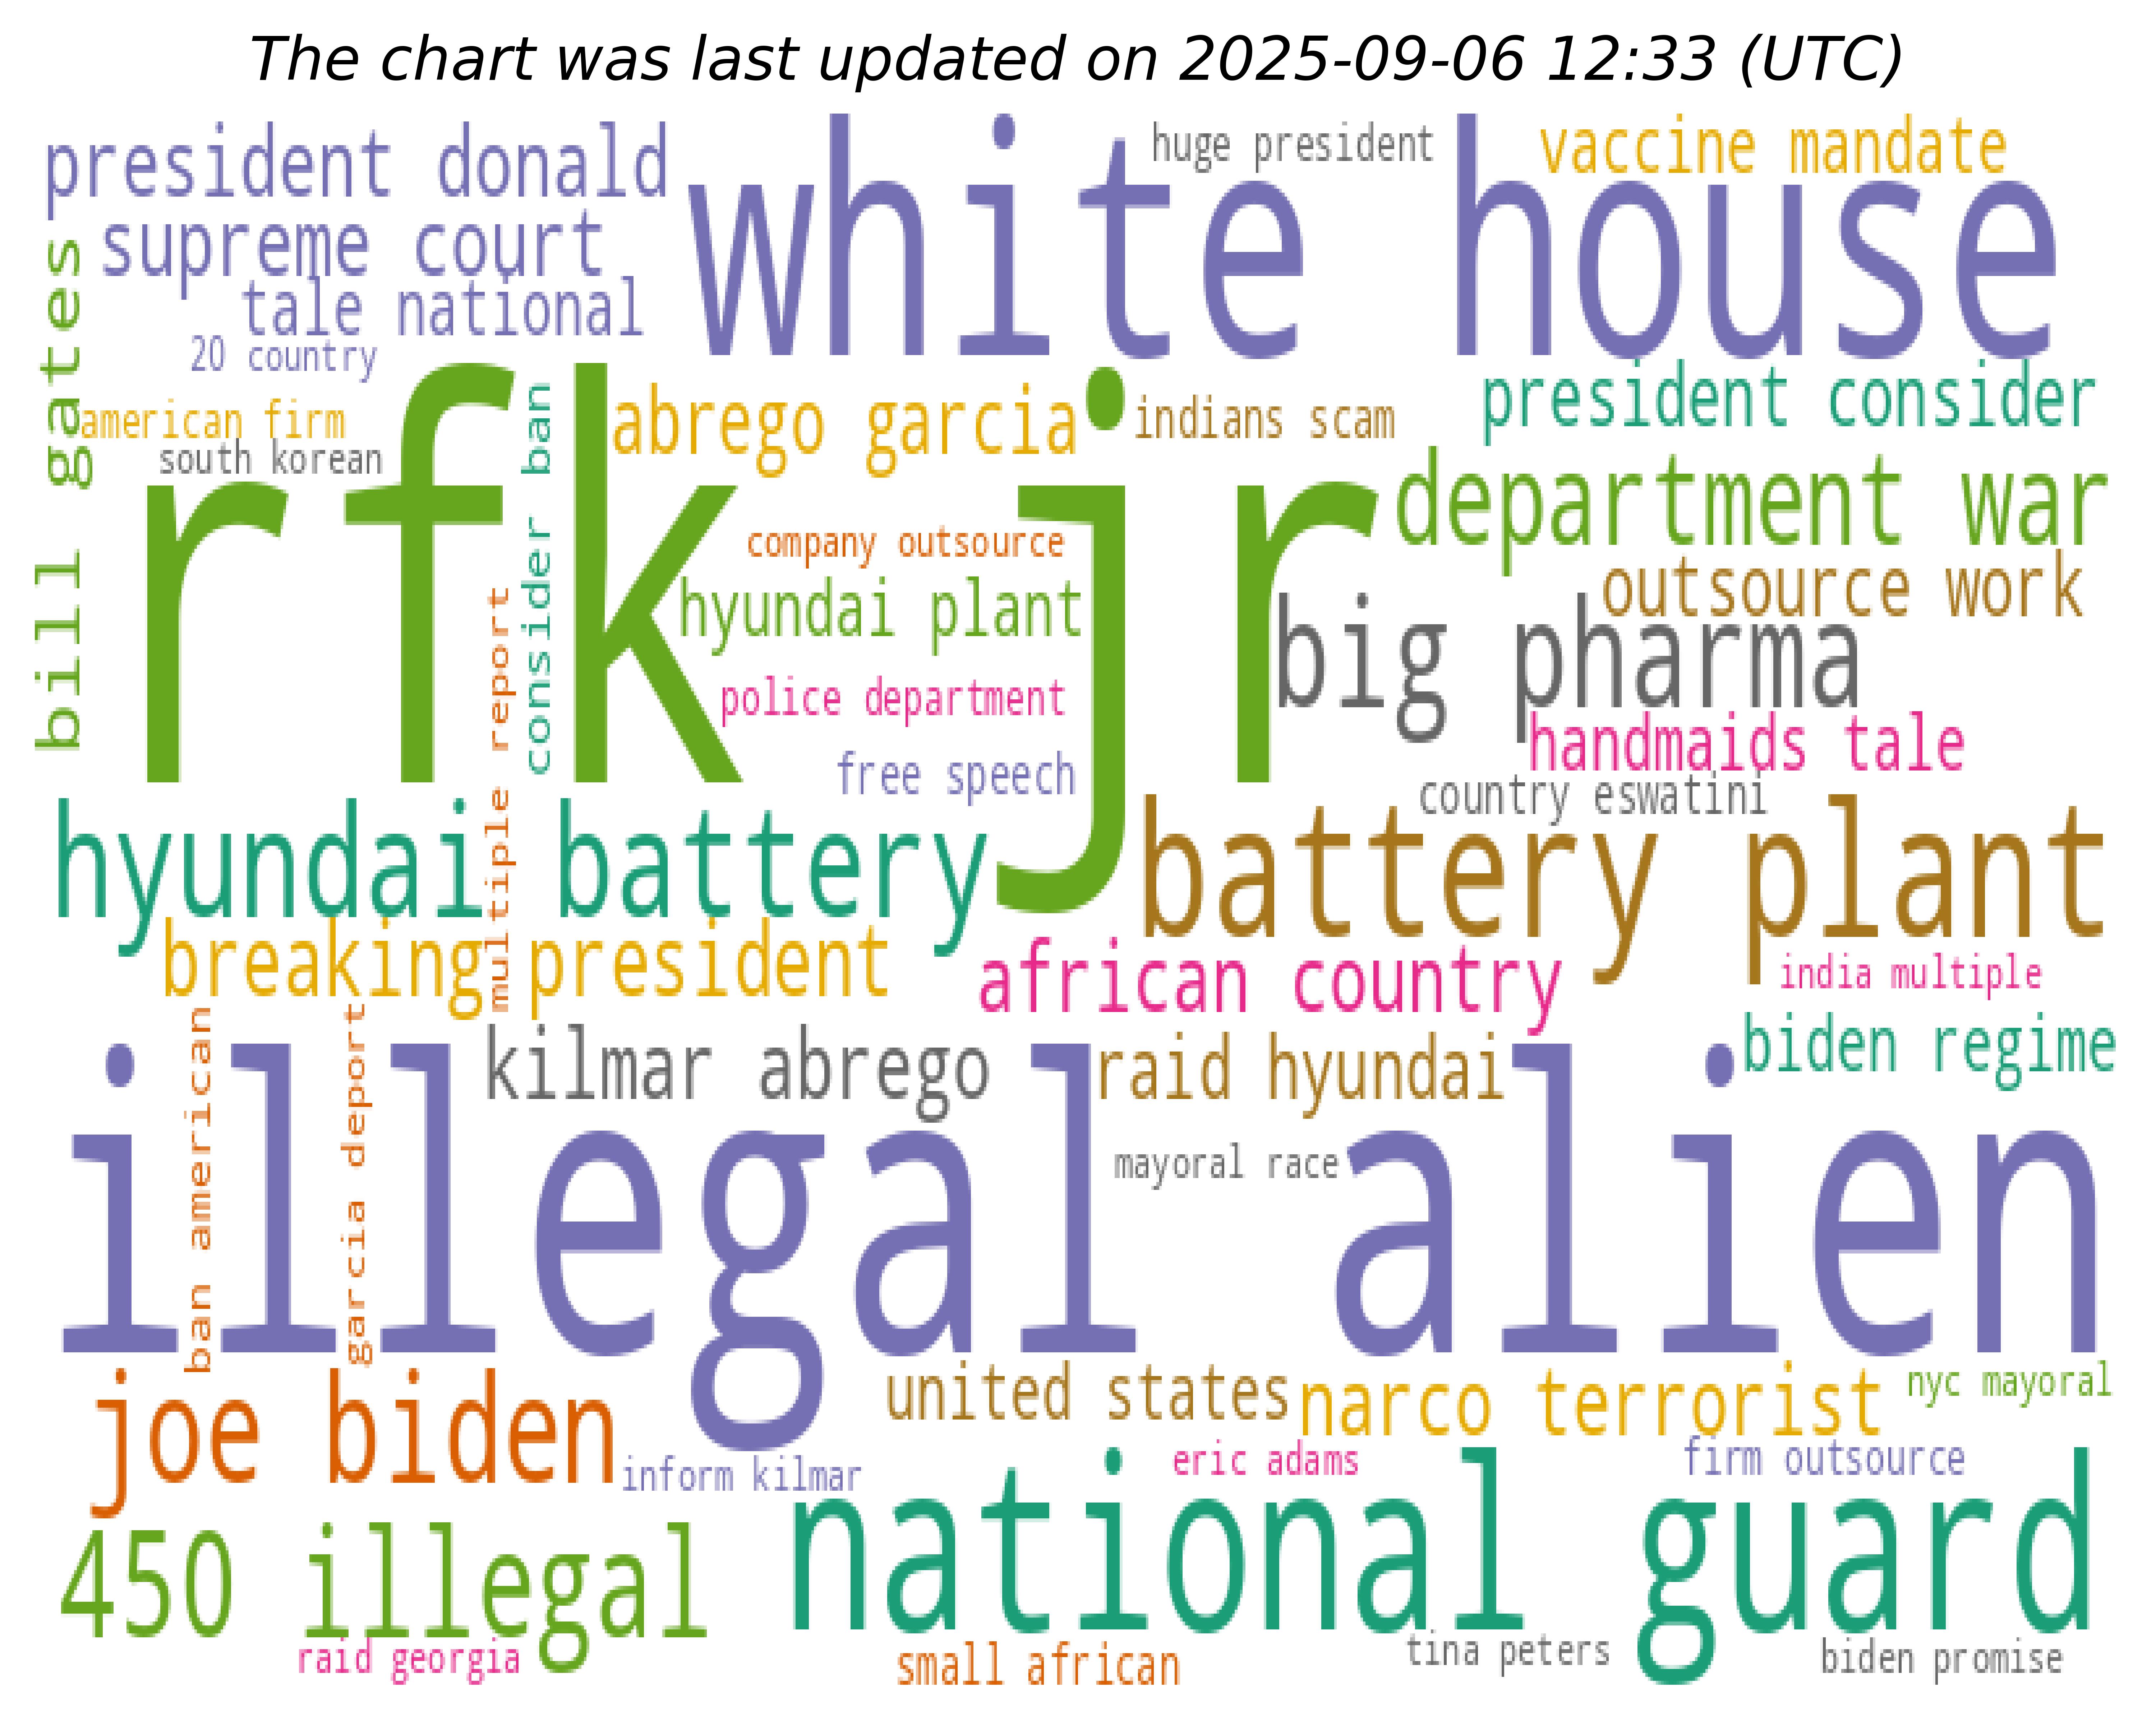 The chart was last updated on 2025-09-06 12:33 (UTC)
president donald
white house
huge president
vaccine mandate
supreme court
tale national
20 country
bill gates
american firm
south korean
rfk jr
consider ban
abrego garcia
indians scam
president consider
department war
company outsource
outsource work
hyundai plant
big pharma
multiple report
police department
handmaids tale
free speech
country eswatini
hyundai battery
battery plant
breaking president
african country
india multiple
ban american
garcia deport
kilmar abrego
raid hyundai
biden regime
illegal alien
mayoral race
joe biden
united states
narco terrorist
nyc mayoral
inform kilmar
eric adams
firm outsource
450 illegal
national guard
raid georgia
small african
tina peters
biden promise